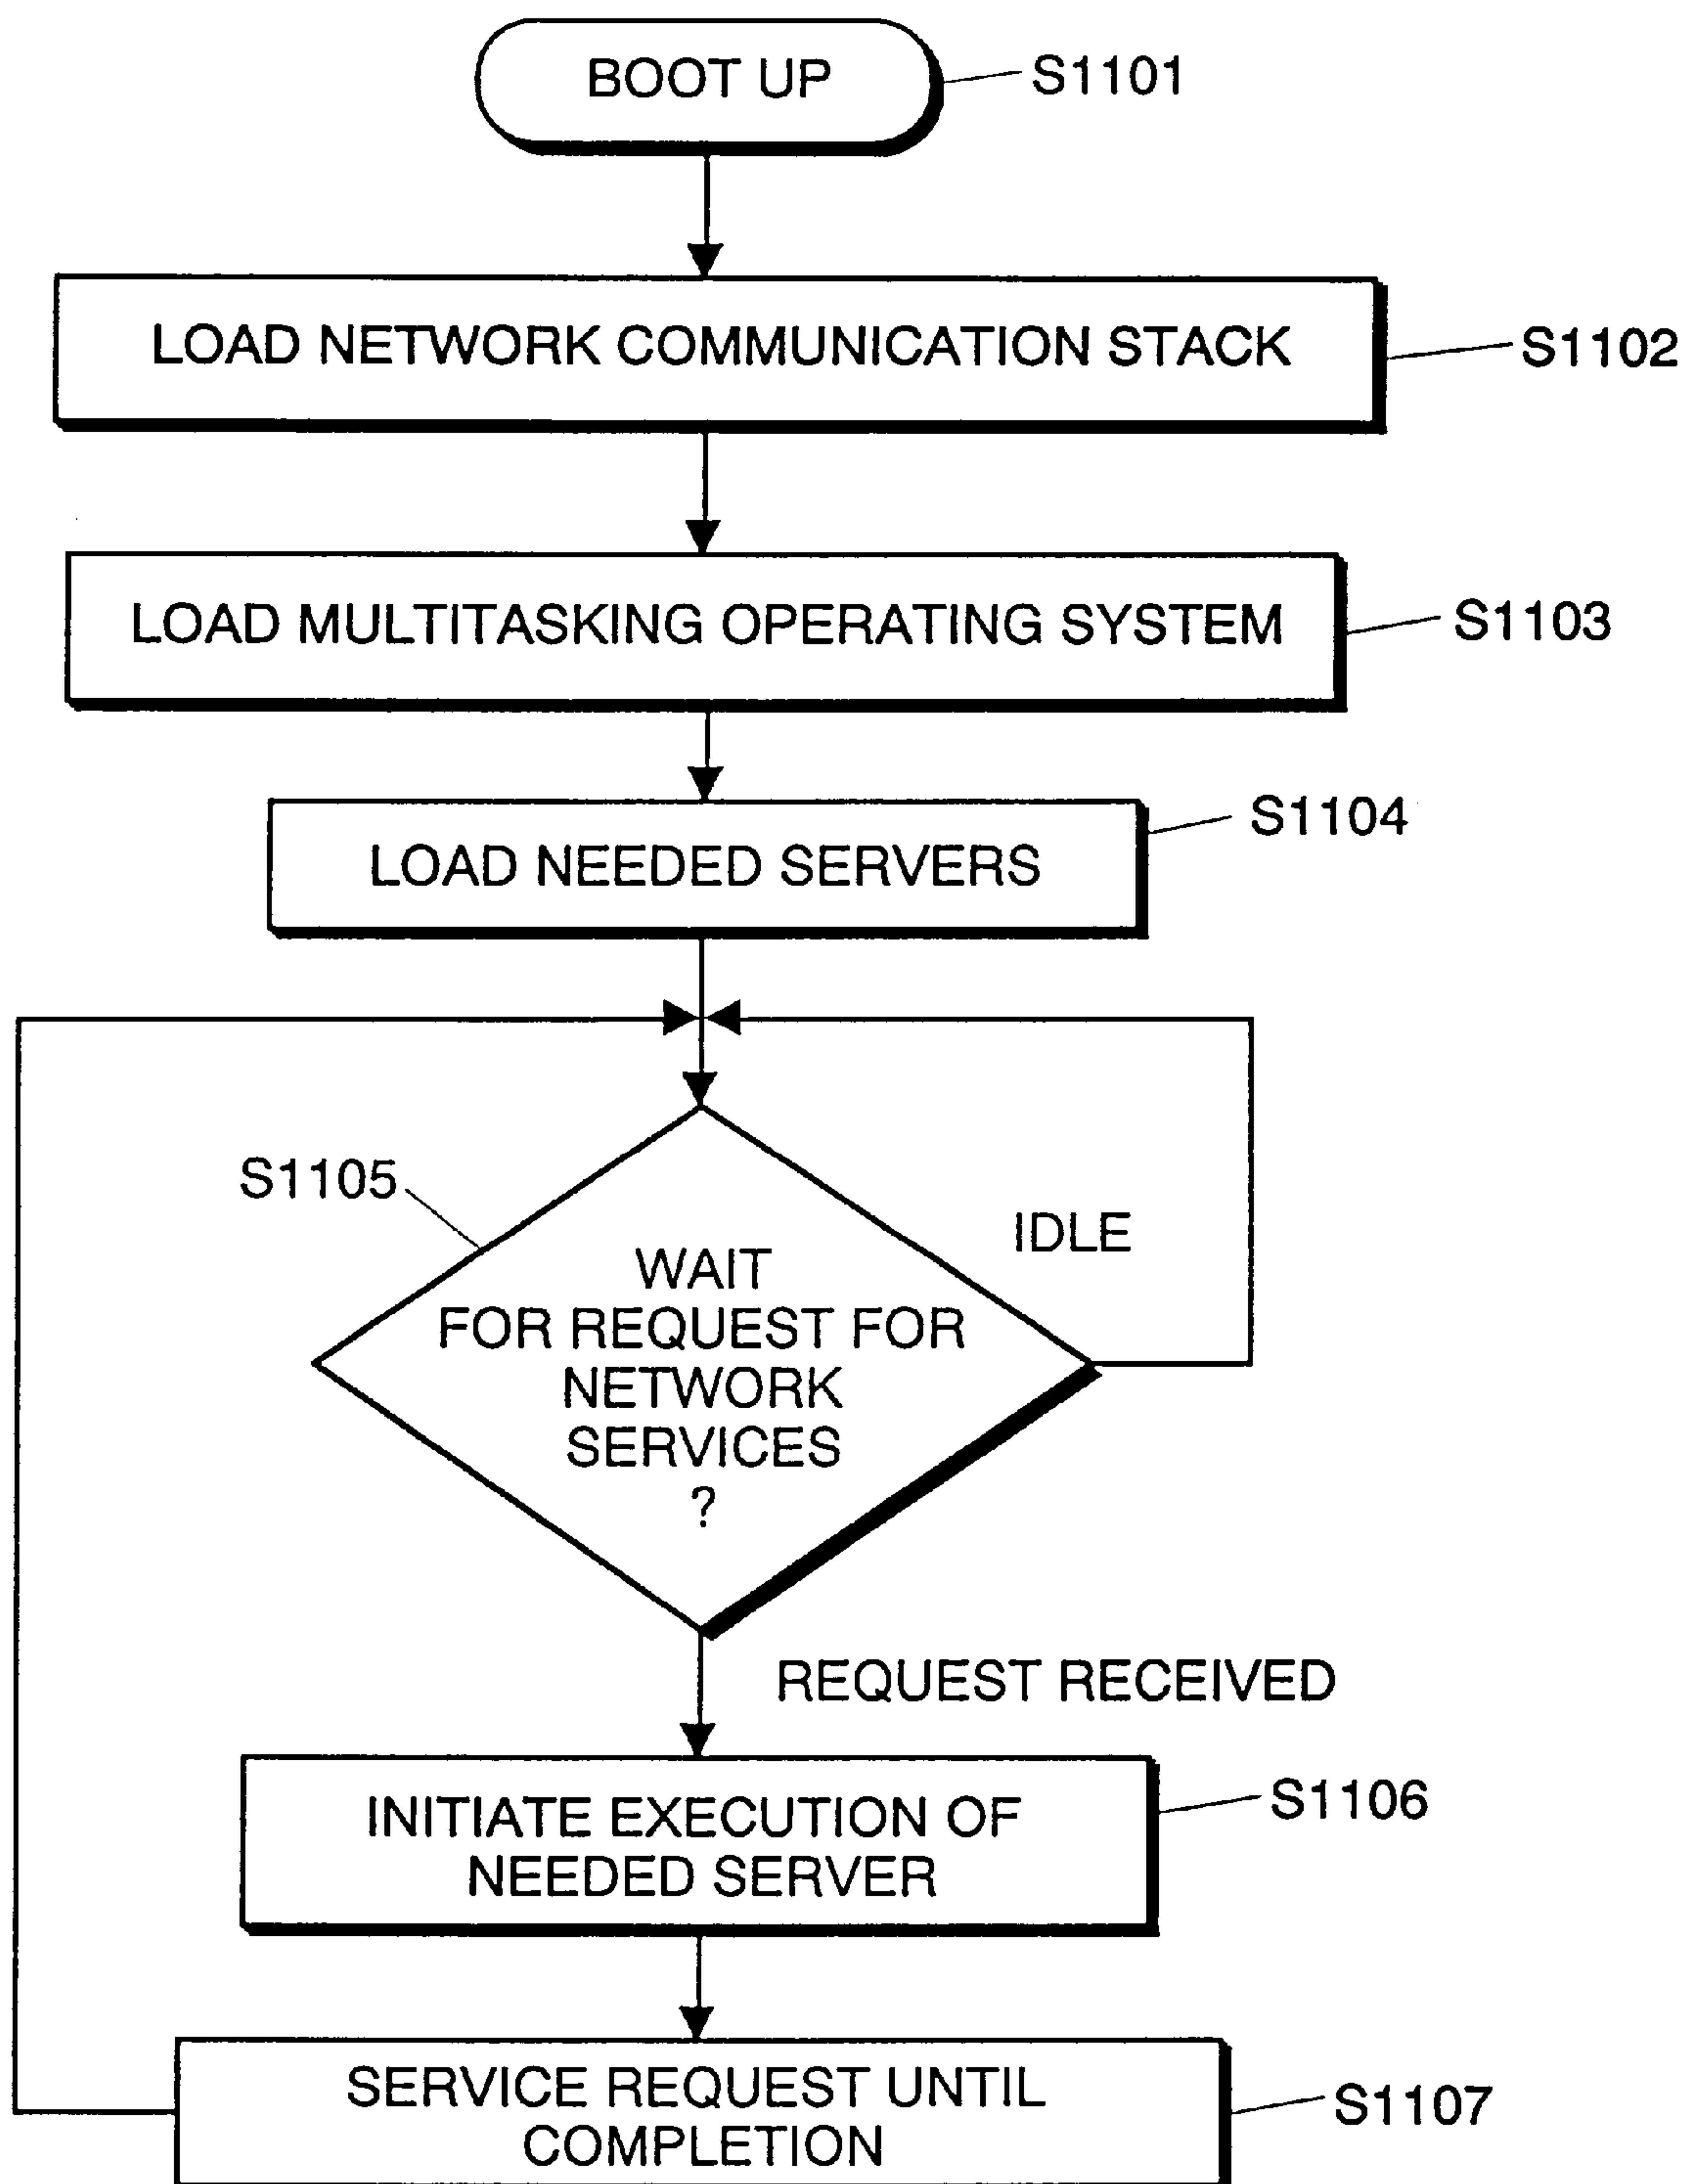 BOOT UP
S1101
LOAD NETWORK COMMUNICATION STACK
S1102
LOAD MULTITASKING OPERATING SYSTEM
S1103
S1104
LOAD NEEDED SERVERS
S1105
IDLE
WAIT
FOR REQUEST FOR
NETWORK
SERVICES
?
REQUEST RECEIVED
INITIATE EXECUTION OF
NEEDED SERVER
S1106
SERVICE REQUEST UNTIL
COMPLETION
S1107